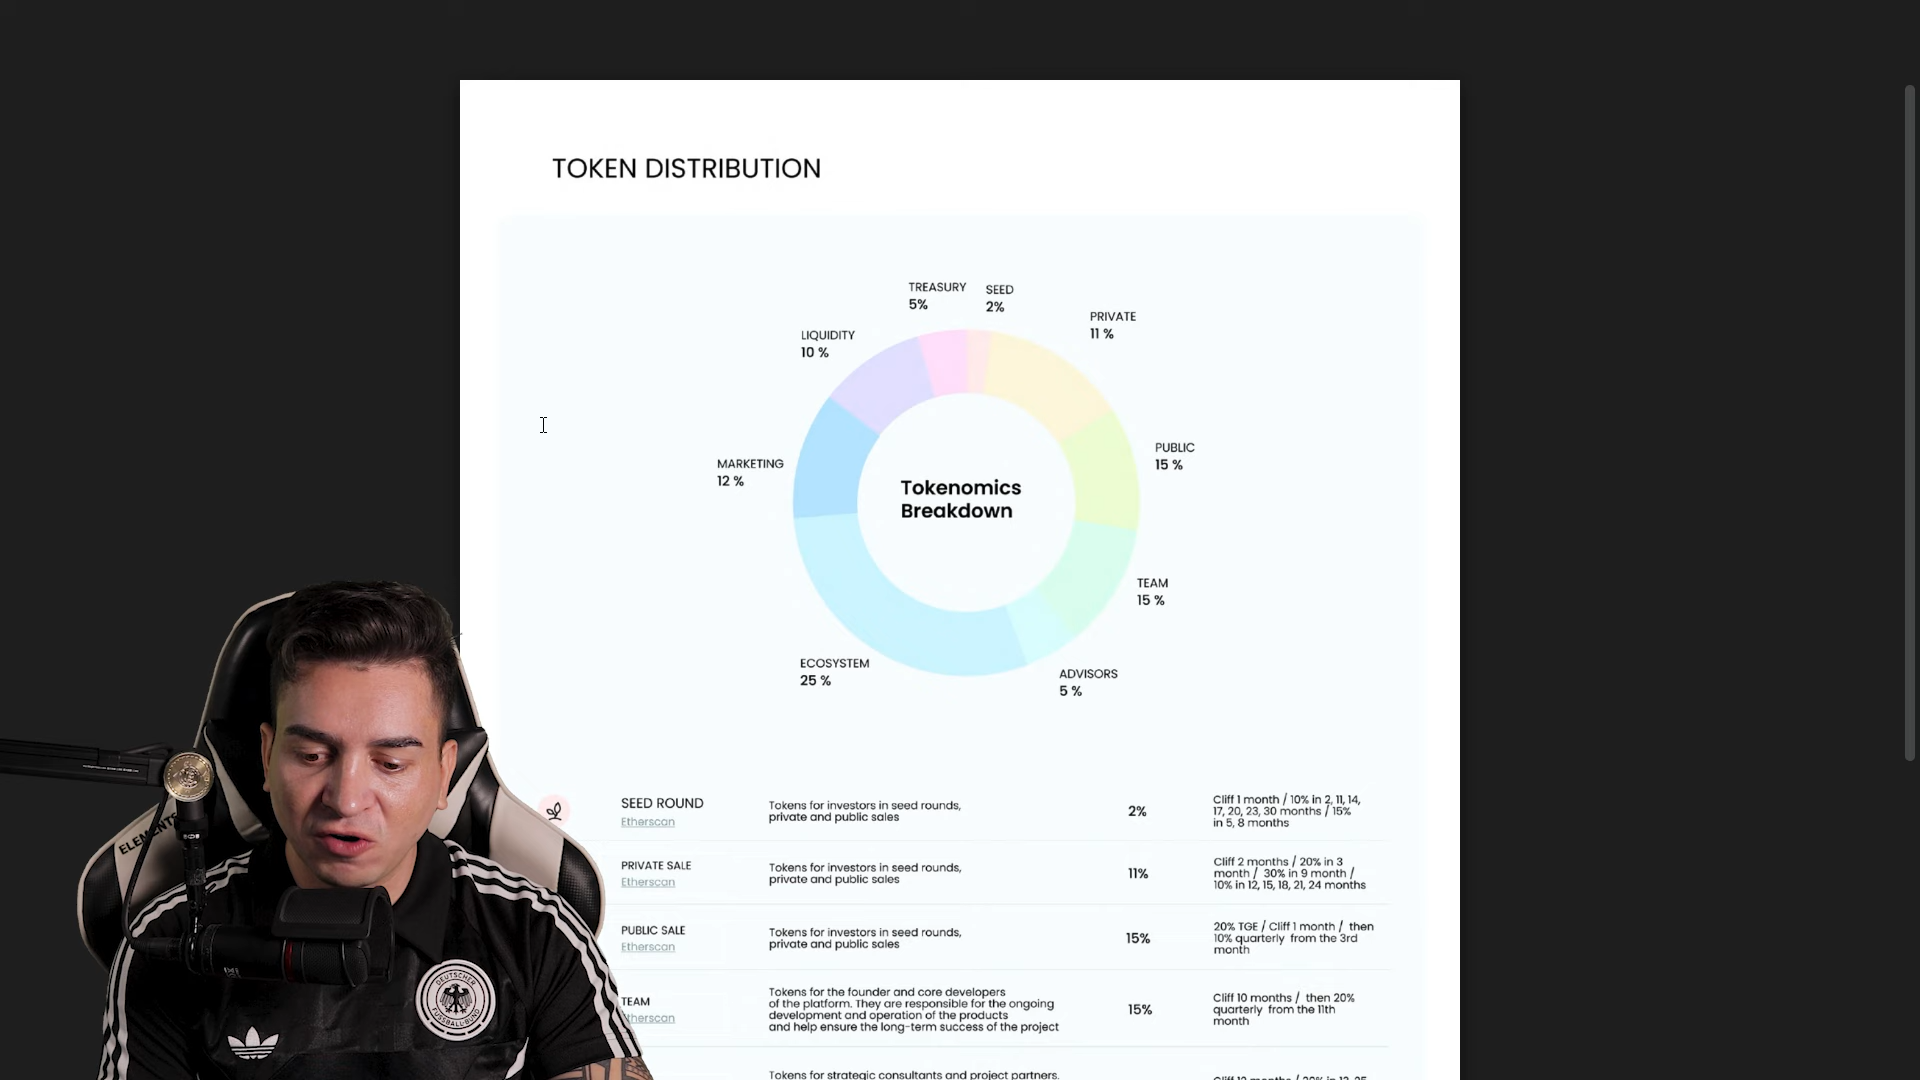 TOKEN DISTRIBUTION
TREASURY
5%
SEED
2%
PRIVATE
11 %
LIQUIDITY
10 %
PUBLIC
15 %
MARKETING
12 %
Tokenomics
Breakdown
TEAM
15 %
ECOSYSTEM
25 %
ADVISORS
5 %
SEED ROUND
Etherscan
Tokens for investors in seed rounds,
private and public sales
2%
Cliff 1 month / 10% in 2, 11, 14,
17, 20, 23, 30 months / 15%
in 5, 8 months
PRIVATE SALE
Etherscan
Tokens for investors in seed rounds,
private and public sales
11%
Cliff 2 months / 20% in 3
month / 30% in 9 month /
10% in 12, 15, 18, 21, 24 months
PUBLIC SALE
Etherscan
Tokens for investors in seed rounds,
private and public sales
15%
20% TGE / Cliff 1 month / then
10% quarterly from the 3rd
month
TEAM
therscan
Tokens for the founder and core developers
of the platform. They are responsible for the ongoing
development and operation of the products
and help ensure the long-term success of the project
15%
Cliff 10 months / then 20%
quarterly from the 11th
month
Tokens for strategic consultants and project partners.
ELEMENTS
DEUTSCHER
FUSSBALL-BUND
adidas